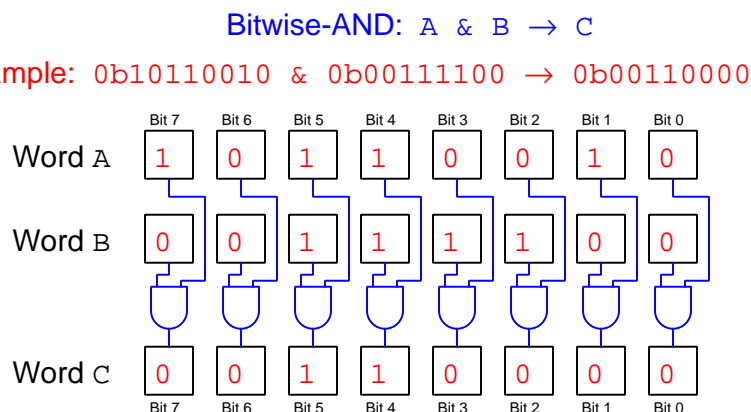 Bitwise-AND: A & B → C
mple: 0b10110010 & 0b00111100 → 0b00110000
Bit 7 Bit 6 Bit 5 Bit 4 Bit 3 Bit 2 Bit 1 Bit 0
Word A 1 0 1 1 0 0 1 0
Word B 0 0 1 1 1 1 0 0
Word C 0 0 1 1 0 0 0 0
Bit 7 Bit 6 Bit 5 Bit 4 Bit 3 Bit 2 Bit 1 Bit 0